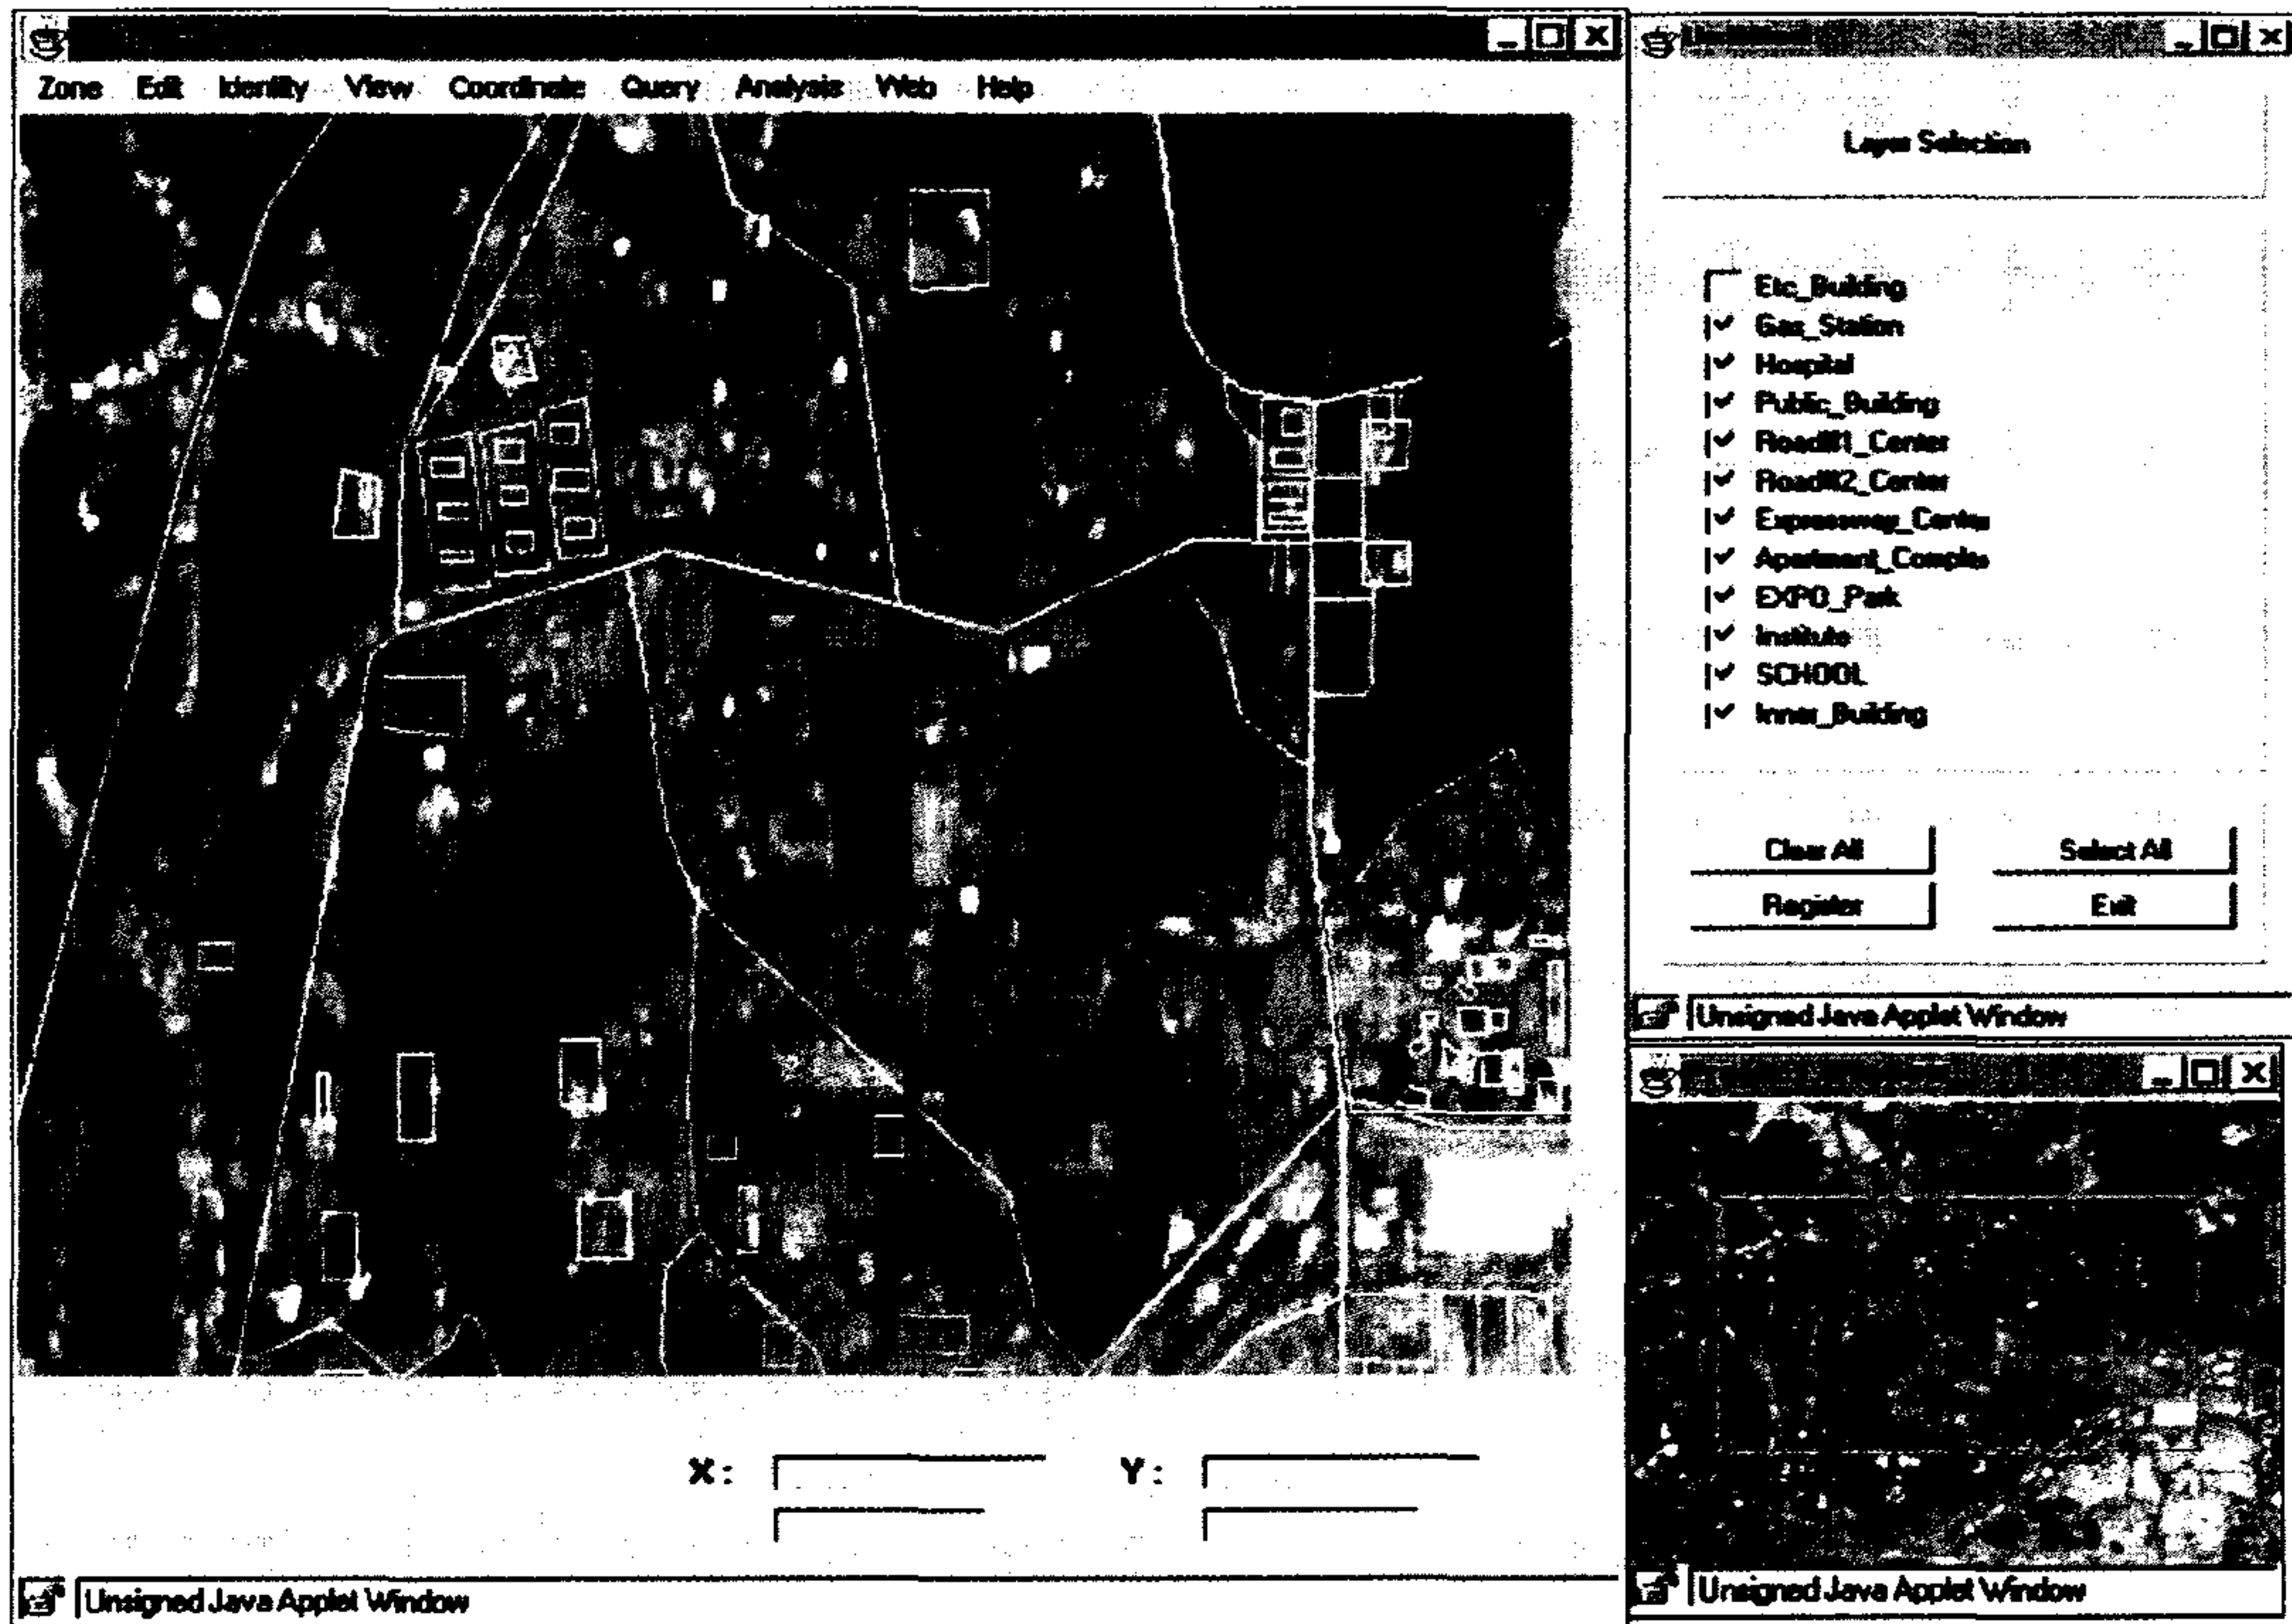 Zone Edit Identity View Coordinate Query Analysis Web Help
X :
Y :
Unsigned Java Applet Window
Layer Selection
Etc_Building
Gas_Station
Hospital
Public_Building
Road#1_Center
Road#2_Center
Expressway_Center
Apartment_Complex
EXPO_Park
Institute
SCHOOL
Inner_Building
Clear All Select All
Register Exit
Unsigned Java Applet Window
Unsigned Java Applet Window